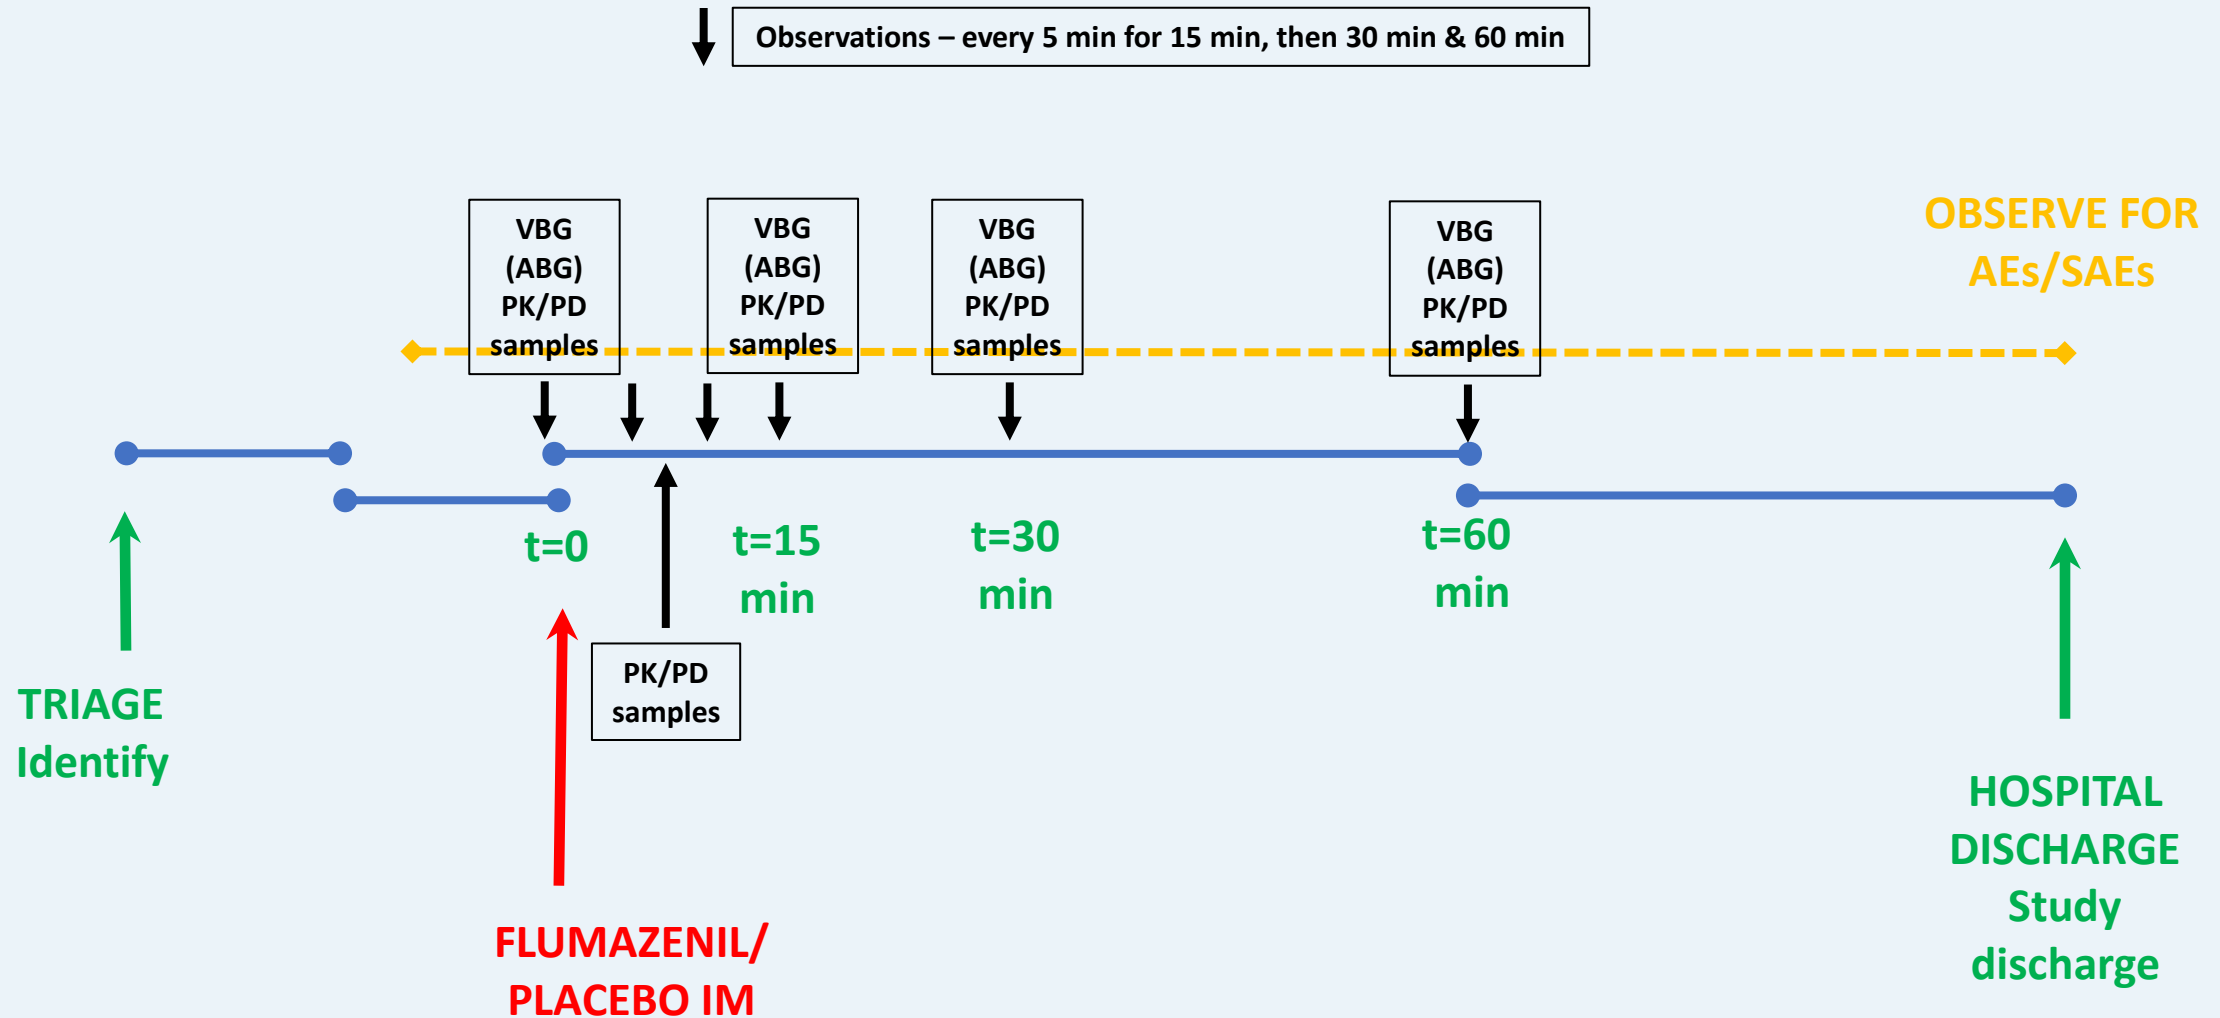 Observations – every 5 min for 15 min, then 30 min & 60 min
VBG
(ABG)
PK/PD
samples
VBG
(ABG)
PK/PD
samples
VBG
(ABG)
PK/PD
samples
VBG
(ABG)
PK/PD
samples
OBSERVE FOR
AEs/SAEs
t=0
t=15
min
t=30
min
t=60
min
TRIAGE
Identify
PK/PD
samples
FLUMAZENIL/
PLACEBO IM
HOSPITAL
DISCHARGE
Study
discharge